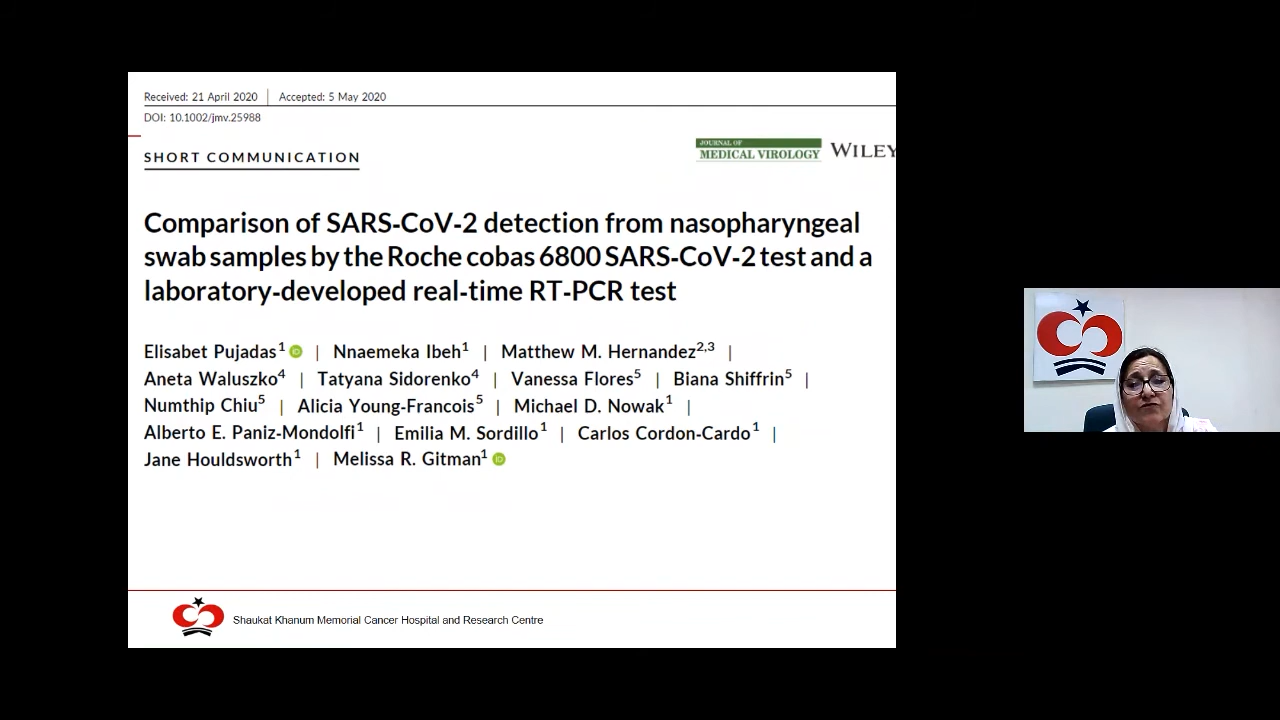 Received: 21 April 2020 | Accepted: 5 May 2020
DOI: 10.1002/jmv.25988
SHORT COMMUNICATION
JOURNAL OF
MEDICAL VIROLOGY WILEY
Comparison of SARS-CoV-2 detection from nasopharyngeal
swab samples by the Roche cobas 6800 SARS-CoV-2 test and a
laboratory-developed real-time RT-PCR test
Elisabet Pujadas1 iD | Nnaemeka Ibeh1 | Matthew M. Hernandez2,3 |
Aneta Waluszko4 | Tatyana Sidorenko4 | Vanessa Flores5 | Biana Shiffrin5 |
Numthip Chiu5 | Alicia Young-Francois5 | Michael D. Nowak1 |
Alberto E. Paniz-Mondolfi1 | Emilia M. Sordillo1 | Carlos Cordon-Cardo1 |
Jane Houldsworth1 | Melissa R. Gitman1 iD
Shaukat Khanum Memorial Cancer Hospital and Research Centre